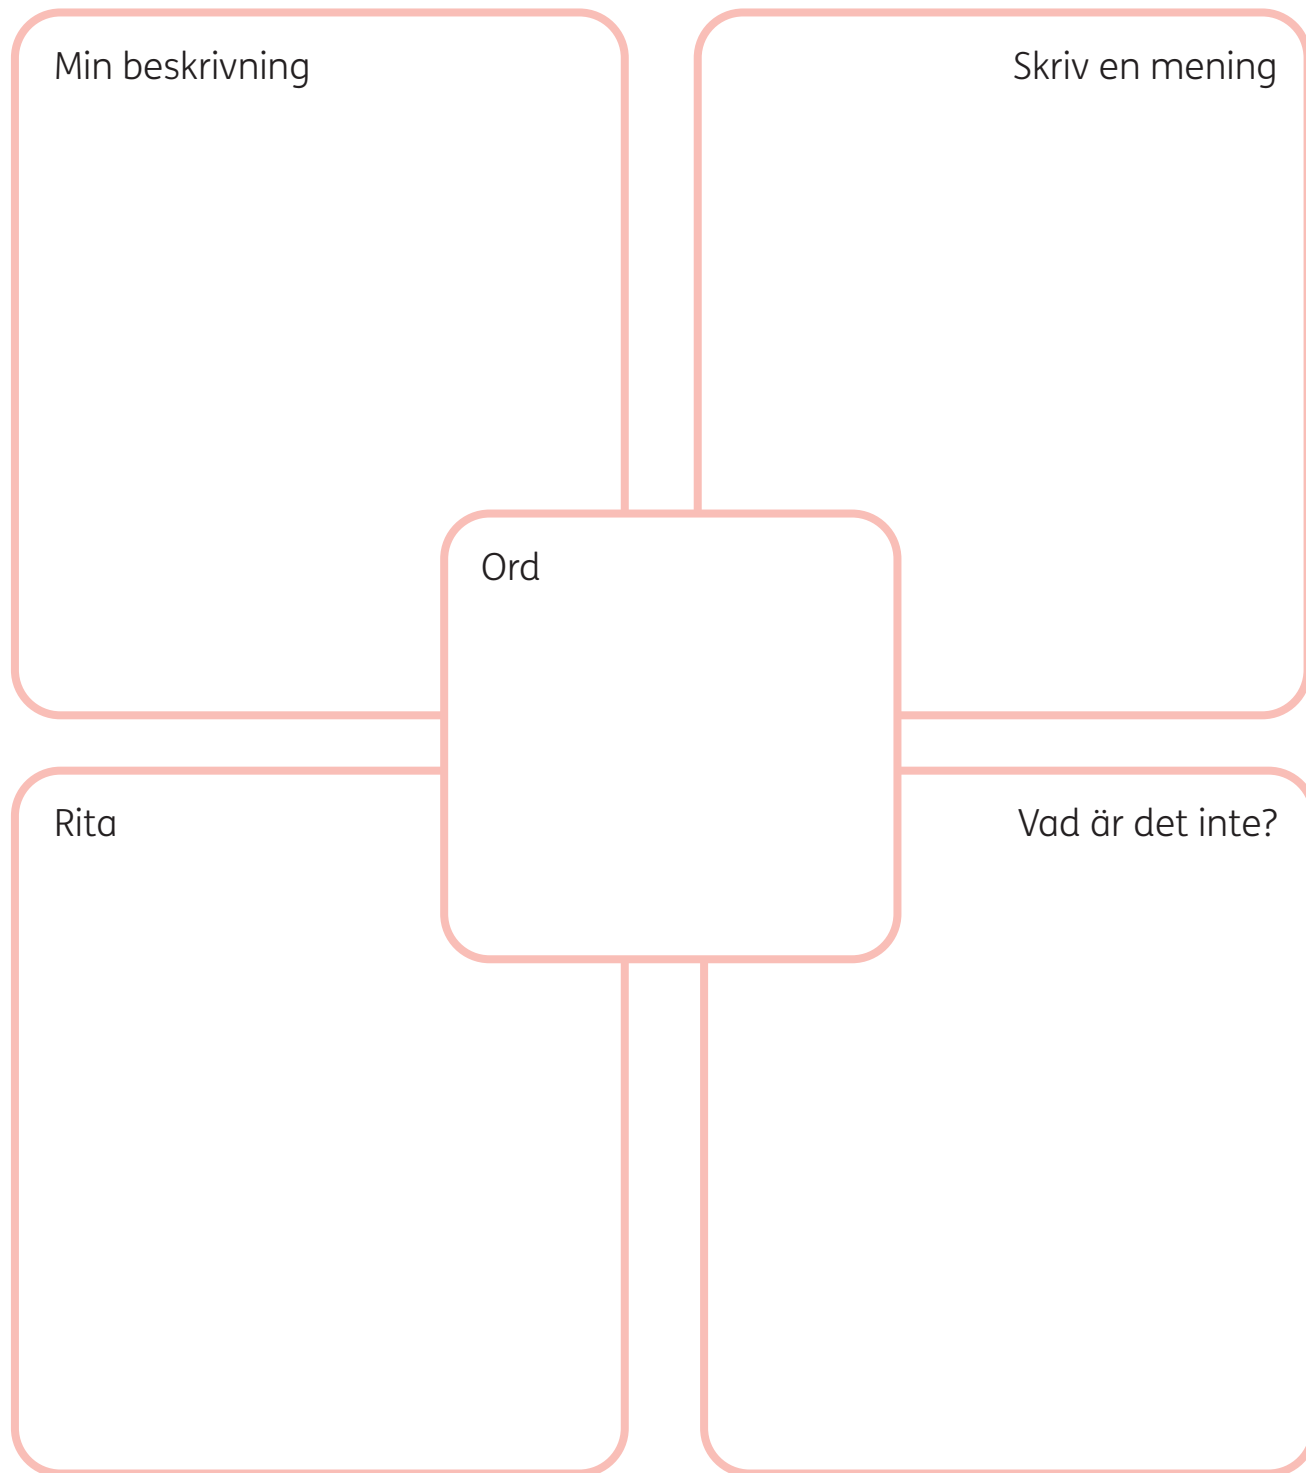 Min beskrivning
Skriv en mening
Ord
Rita
Vad är det inte?